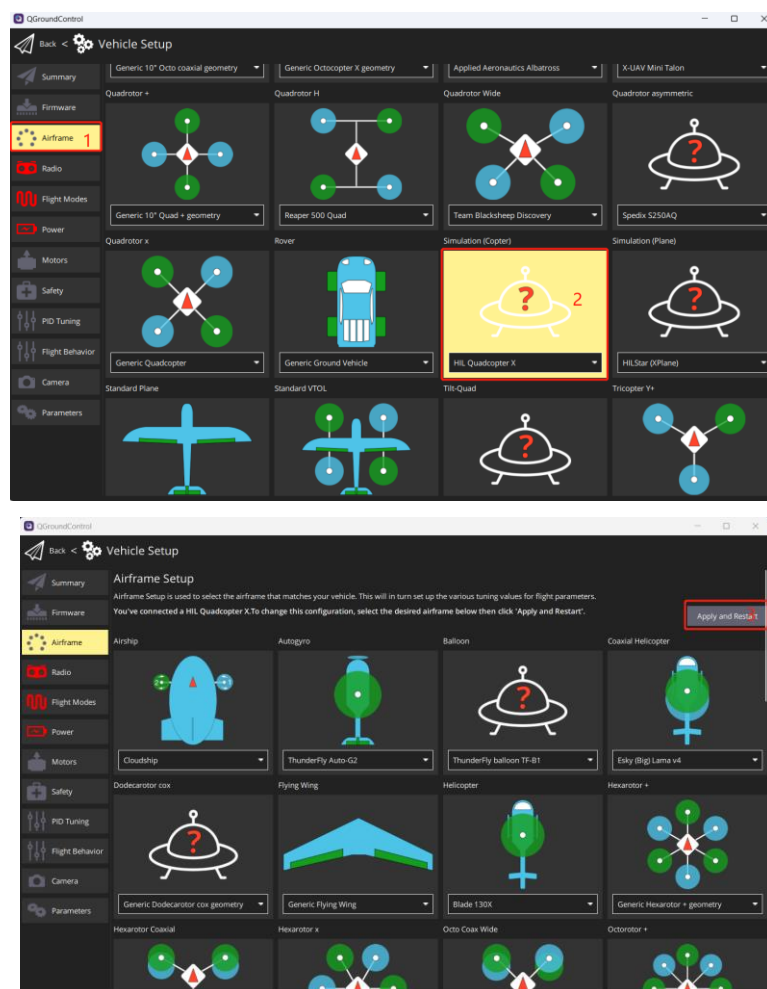 QGroundControl
Back < Vehicle Setup
Summary
Generic 10" Octo coaxial geometry
Generic Octocopter X geometry
Applied Aeronautics Albatross
X-UAV Mini Talon
Firmware
Quadrotor +
Quadrotor H
Quadrotor Wide
Quadrotor asymmetric
Airframe 1
Radio
?
Flight Modes
Generic 10" Quad + geometry
Reaper 500 Quad
Team Blacksheep Discovery
Spedix S250AQ
Power
Quadrotor x
Rover
Simulation (Copter)
Simulation (Plane)
Motors
Safety
? 2
?
PID Tuning
Flight Behavior
Generic Quadcopter
Generic Ground Vehicle
HIL Quadcopter X
HILStar (XPlane)
Camera
Standard Plane
Standard VTOL
Tilt-Quad
Tricopter Y+
Parameters
?
QGroundControl
Back < Vehicle Setup
Summary
Airframe Setup
Airframe Setup is used to select the airframe that matches your vehicle. This will in turn set up the various tuning values for flight parameters.
Firmware
You've connected a HIL Quadcopter X.To change this configuration, select the desired airframe below then click 'Apply and Restart'.
Apply and Restart
3
Airframe
Airship
Autogyro
Balloon
Coaxial Helicopter
Radio
2
1
?
Flight Modes
Power
Motors
Cloudship
ThunderFly Auto-G2
ThunderFly balloon TF-B1
Esky (Big) Lama v4
Safety
Dodecarotor cox
Flying Wing
Helicopter
Hexarotor +
PID Tuning
?
Flight Behavior
Camera
Parameters
Generic Dodecarotor cox geometry
Generic Flying Wing
Blade 130X
Generic Hexarotor + geometry
Hexarotor Coaxial
Hexarotor x
Octo Coax Wide
Octorotor +